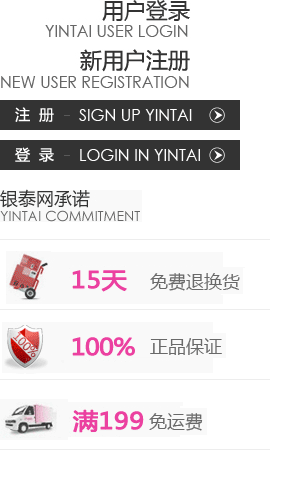 用户登录
YINTAI USER LOGIN
新用户注册
NEW USER REGISTRATION
注 册 - SIGN UP YINTAI
登 录 - LOGIN IN YINTAI
银泰网承诺
YINTAI COMMITMENT
15天 免费退换货
100%
100% 正品保证
满199 免运费